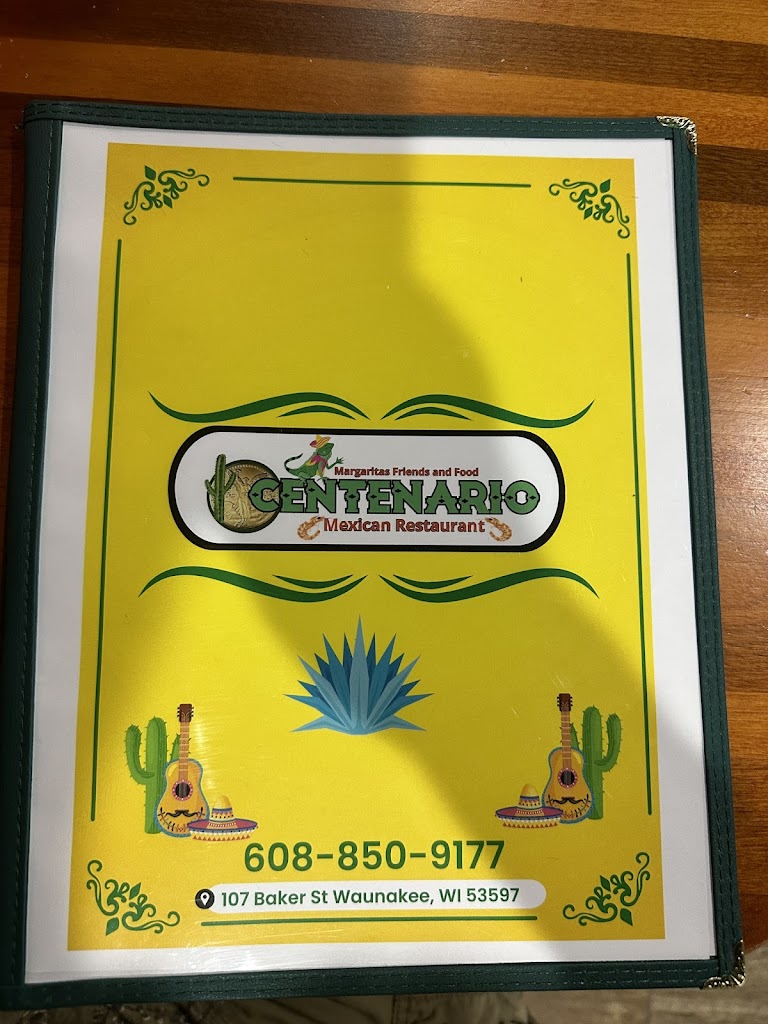 Margaritas Friends and Food
CENTENARIO
Mexican Restaurant
608-850-9177
107 Baker St Waunakee, WI 53597